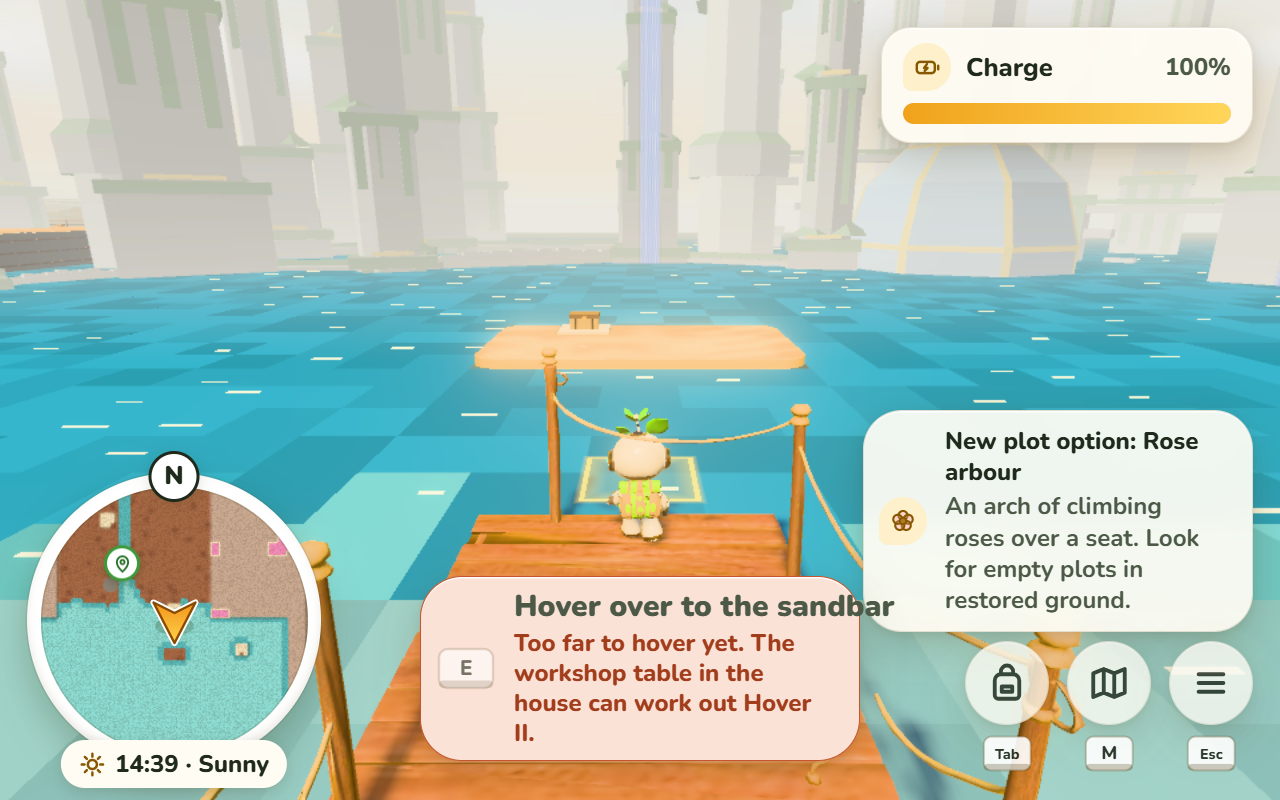 Charge 100%
New plot option: Rose
arbour
An arch of climbing
roses over a seat. Look
for empty plots in
restored ground.
N
Hover over to the sandbar
E
Too far to hover yet. The
workshop table in the
house can work out Hover
II.
14:39 · Sunny
Tab
M
Esc